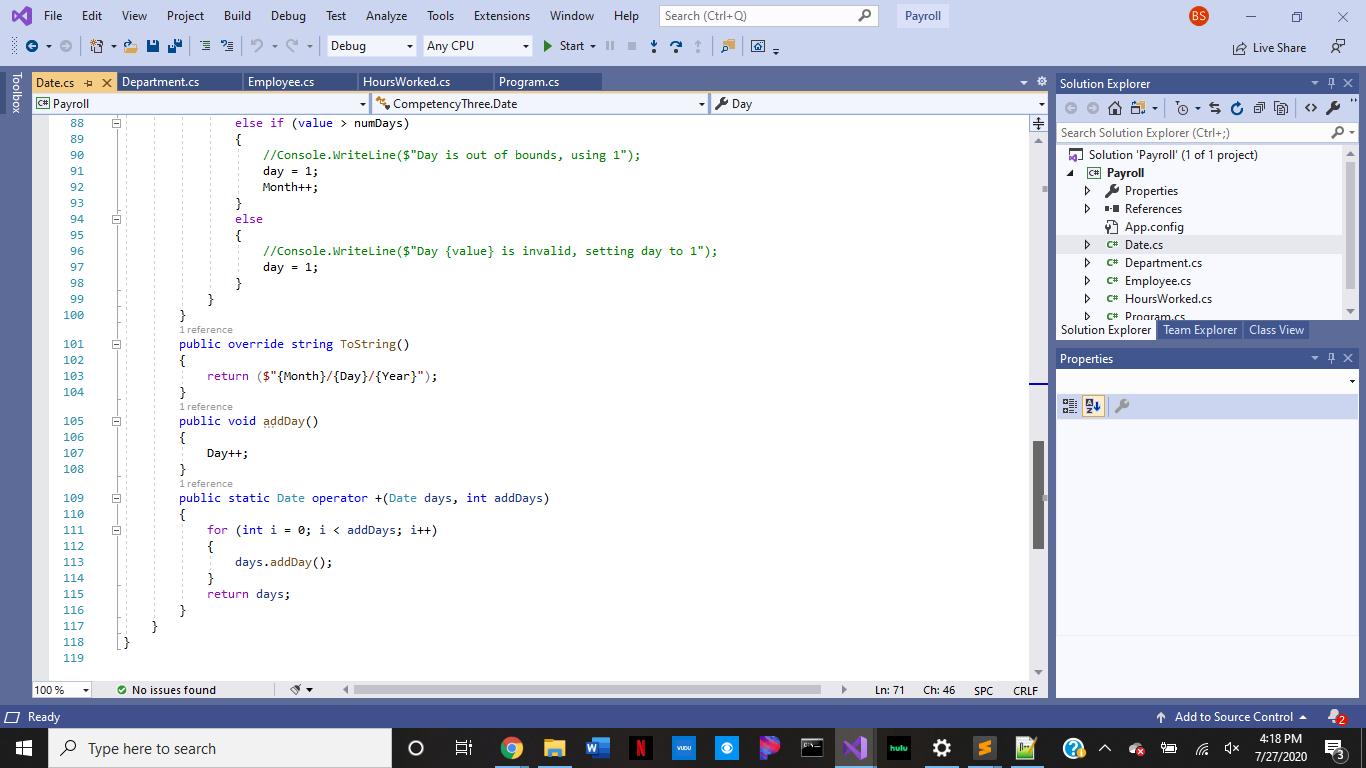 File Edit View Project Build Debug Test Analyze Tools Extensions Window Help Search (Ctrl+Q) Payroll BS
Debug Any CPU Start Live Share
Toolbox
Date.cs Department.cs Employee.cs HoursWorked.cs Program.cs
C# Payroll CompetencyThree.Date Day
88 else if (value > numDays)
89 {
90 //Console.WriteLine($"Day is out of bounds, using 1");
91 day = 1;
92 Month++;
93 }
94 else
95 {
96 //Console.WriteLine($"Day {value} is invalid, setting day to 1");
97 day = 1;
98 }
99 }
100 }
1 reference
101 public override string ToString()
102 {
103 return ($"{Month}/{Day}/{Year}");
104 }
1 reference
105 public void addDay()
106 {
107 Day++;
108 }
1 reference
109 public static Date operator +(Date days, int addDays)
110 {
111 for (int i = 0; i < addDays; i++)
112 {
113 days.addDay();
114 }
115 return days;
116 }
117 }
118 }
119
100 % No issues found Ln: 71 Ch: 46 SPC CRLF
Solution Explorer
Search Solution Explorer (Ctrl+;)
Solution 'Payroll' (1 of 1 project)
C# Payroll
Properties
References
App.config
C# Date.cs
C# Department.cs
C# Employee.cs
C# HoursWorked.cs
C# Program.cs
Solution Explorer Team Explorer Class View
Properties
Ready Add to Source Control 2
Type here to search
W N VUDU hulu S
4:18 PM
7/27/2020
3